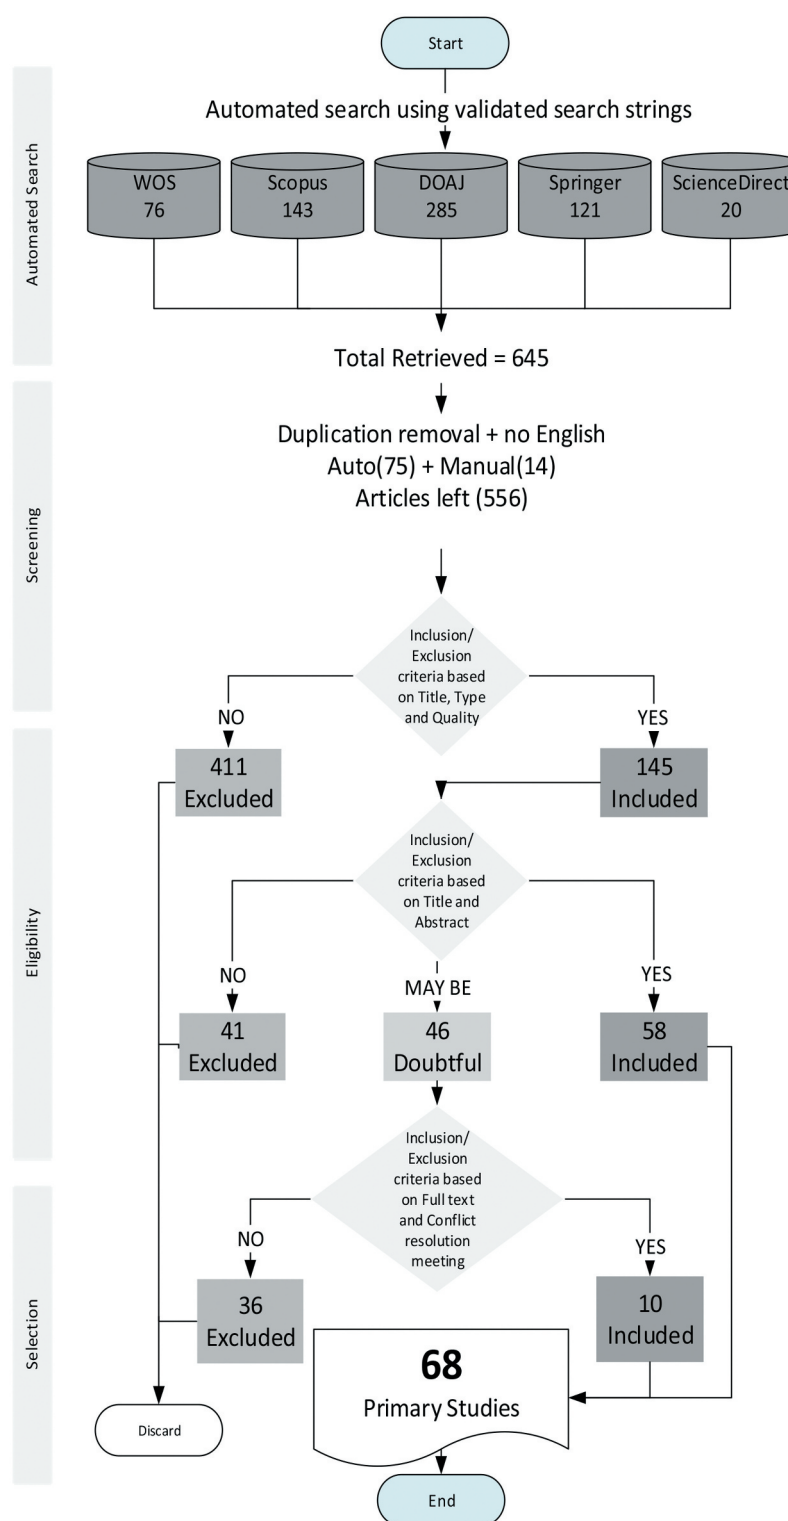 Start
Automated search using validated search strings
Automated Search
WOS
76
Scopus
143
DOAJ
285
Springer
121
ScienceDirect
20
Total Retrieved = 645
Screening
Duplication removal + no English
Auto(75) + Manual(14)
Articles left (556)
Inclusion/
Exclusion
criteria based
on Title, Type
and Quality
NO
YES
411
Excluded
145
Included
Eligibility
Inclusion/
Exclusion
criteria based
on Title and
Abstract
NO
MAY BE
YES
41
Excluded
46
Doubtful
58
Included
Selection
Inclusion/
Exclusion
criteria based
on Full text
and Conflict
resolution
meeting
NO
YES
36
Excluded
10
Included
68
Primary Studies
Discard
End